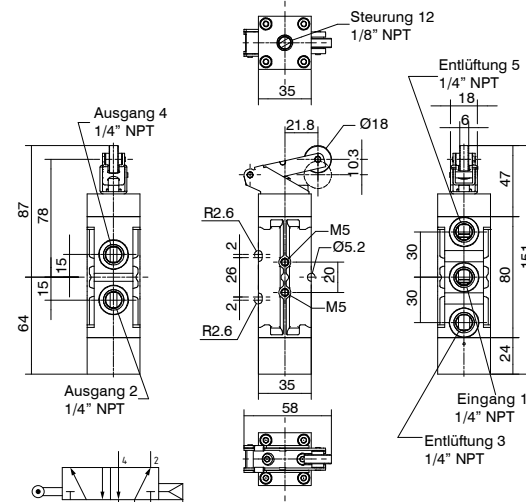 Steurung 12
1/8” NPT
35
Entlüftung 5
1/4” NPT
18
6
Ausgang 4
1/4” NPT
21.8
Ø18
10.3
87
78
15
15
64
R2.6
2
26
2
R2.6
M5
Ø5.2
20
M5
35
47
30
80
151
30
24
Ausgang 2
1/4” NPT
58
Eingang 1
1/4” NPT
Entlüftung 3
1/4” NPT
4
2